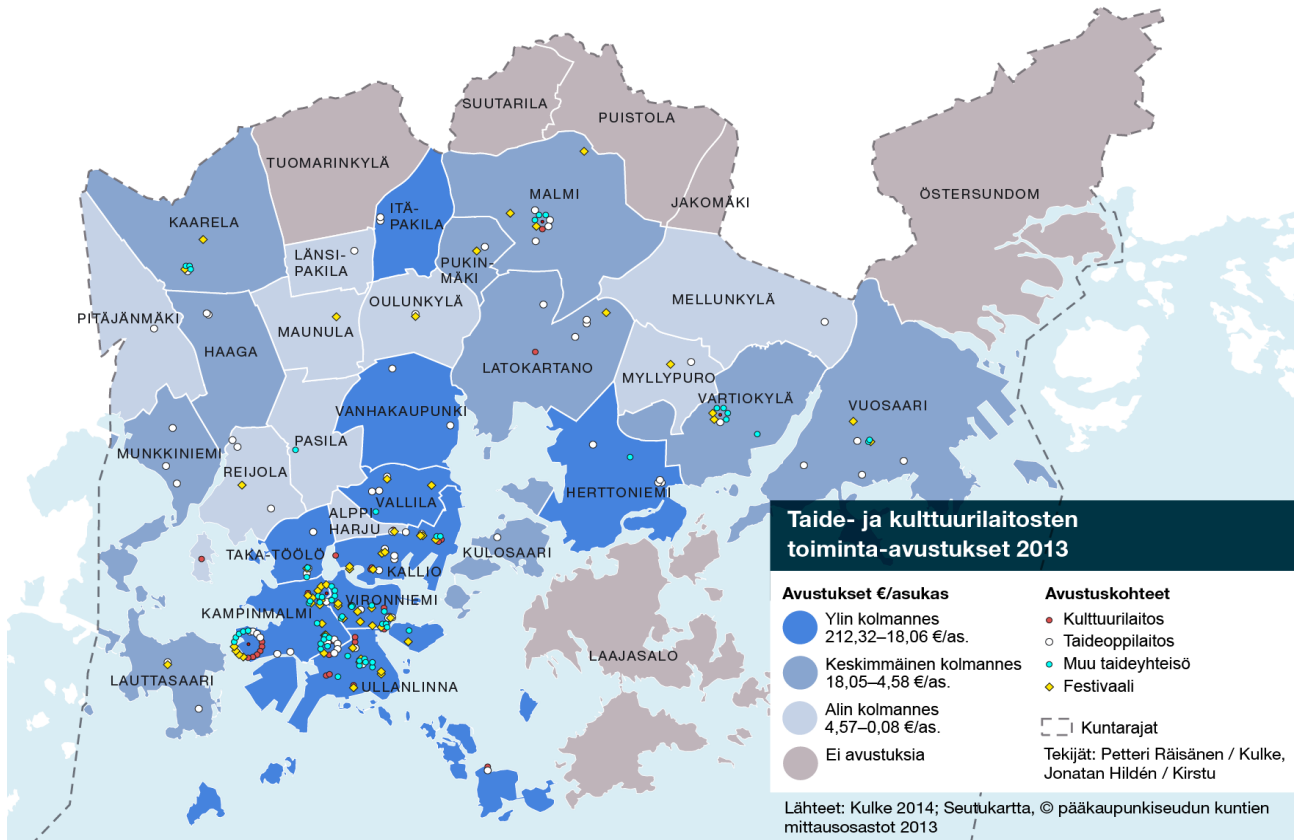 SUUTARILA
PUISTOLA
TUOMARINKYLÄ
ÖSTERSUNDOM
MALMI
JAKOMÄKI
ITÄ-
PAKILA
KAARELA
LÄNSI-
PAKILA
PUKIN-
MÄKI
OULUNKYLÄ
MELLUNKYLÄ
PITÄJÄNMÄKI
MAUNULA
HAAGA
LATOKARTANO
MYLLYPURO
VARTIOKYLÄ
VUOSAARI
VANHAKAUPUNKI
PASILA
MUNKKINIEMI
REIJOLA
HERTTONIEMI
VALLILA
ALPPI
HARJU
TAKA-TÖÖLÖ
KULOSAARI
KALLIO
VIRONNIEMI
KAMPINMALMI
LAAJASALO
LAUTTASAARI
ULLANLINNA
Taide- ja kulttuurilaitosten
toiminta-avustukset 2013
Avustukset €/asukas
Ylin kolmannes
212,32–18,06 €/as.
Keskimmäinen kolmannes
18,05–4,58 €/as.
Alin kolmannes
4,57–0,08 €/as.
Ei avustuksia
Avustuskohteet
Kulttuurilaitos
Taideoppilaitos
Muu taideyhteisö
Festivaali
Kuntarajat
Tekijät: Petteri Räisänen / Kulke,
Jonatan Hildén / Kirstu
Lähteet: Kulke 2014; Seutukartta, © pääkaupunkiseudun kuntien
mittausosastot 2013